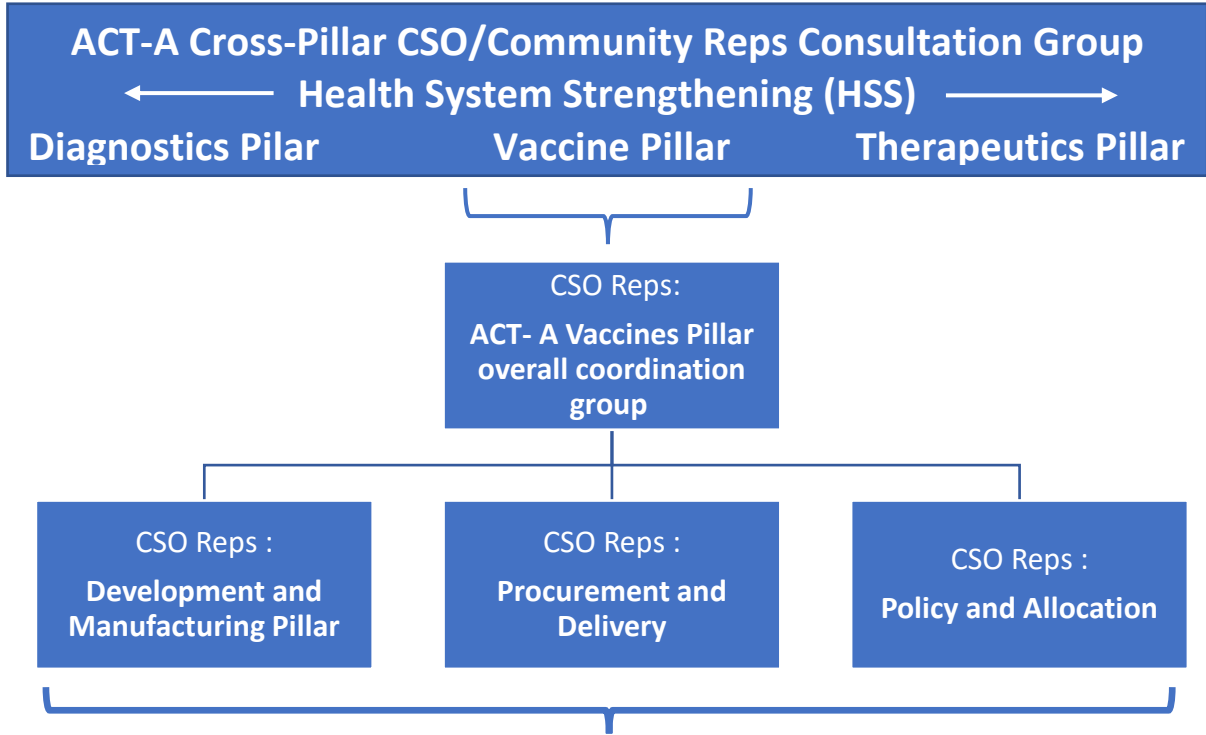 ACT-A Cross-Pillar CSO/Community Reps Consultation Group
Health System Strengthening (HSS)
Diagnostics Pilar Vaccine Pillar Therapeutics Pillar
CSO Reps:
ACT- A Vaccines Pillar
overall coordination
group
CSO Reps :
Development and
Manufacturing Pillar
CSO Reps :
Procurement and
Delivery
CSO Reps :
Policy and Allocation